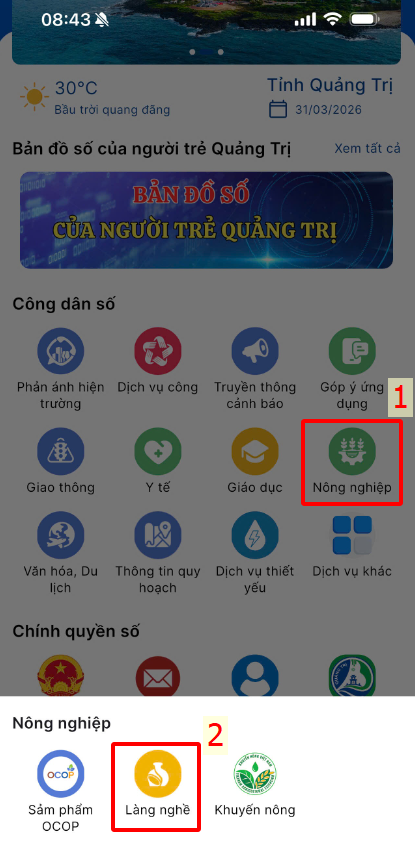 08:43
30°C
Bầu trời quang đãng
Tỉnh Quảng Trị
31/03/2026
Bản đồ số của người trẻ Quảng Trị
Xem tất cả
BẢN ĐỒ SỐ
CỦA NGƯỜI TRẺ QUẢNG TRỊ
Công dân số
Phản ánh hiện
trường
Dịch vụ công
Truyền thông
cảnh báo
Góp ý ứng
dụng
1
Giao thông
Y tế
Giáo dục
Nông nghiệp
Văn hóa, Du
lịch
Thông tin quy
hoạch
Dịch vụ thiết
yếu
Dịch vụ khác
Chính quyền số
Nông nghiệp
2
OCOP
Sảm phẩm
OCOP
Làng nghề
Khuyến nông